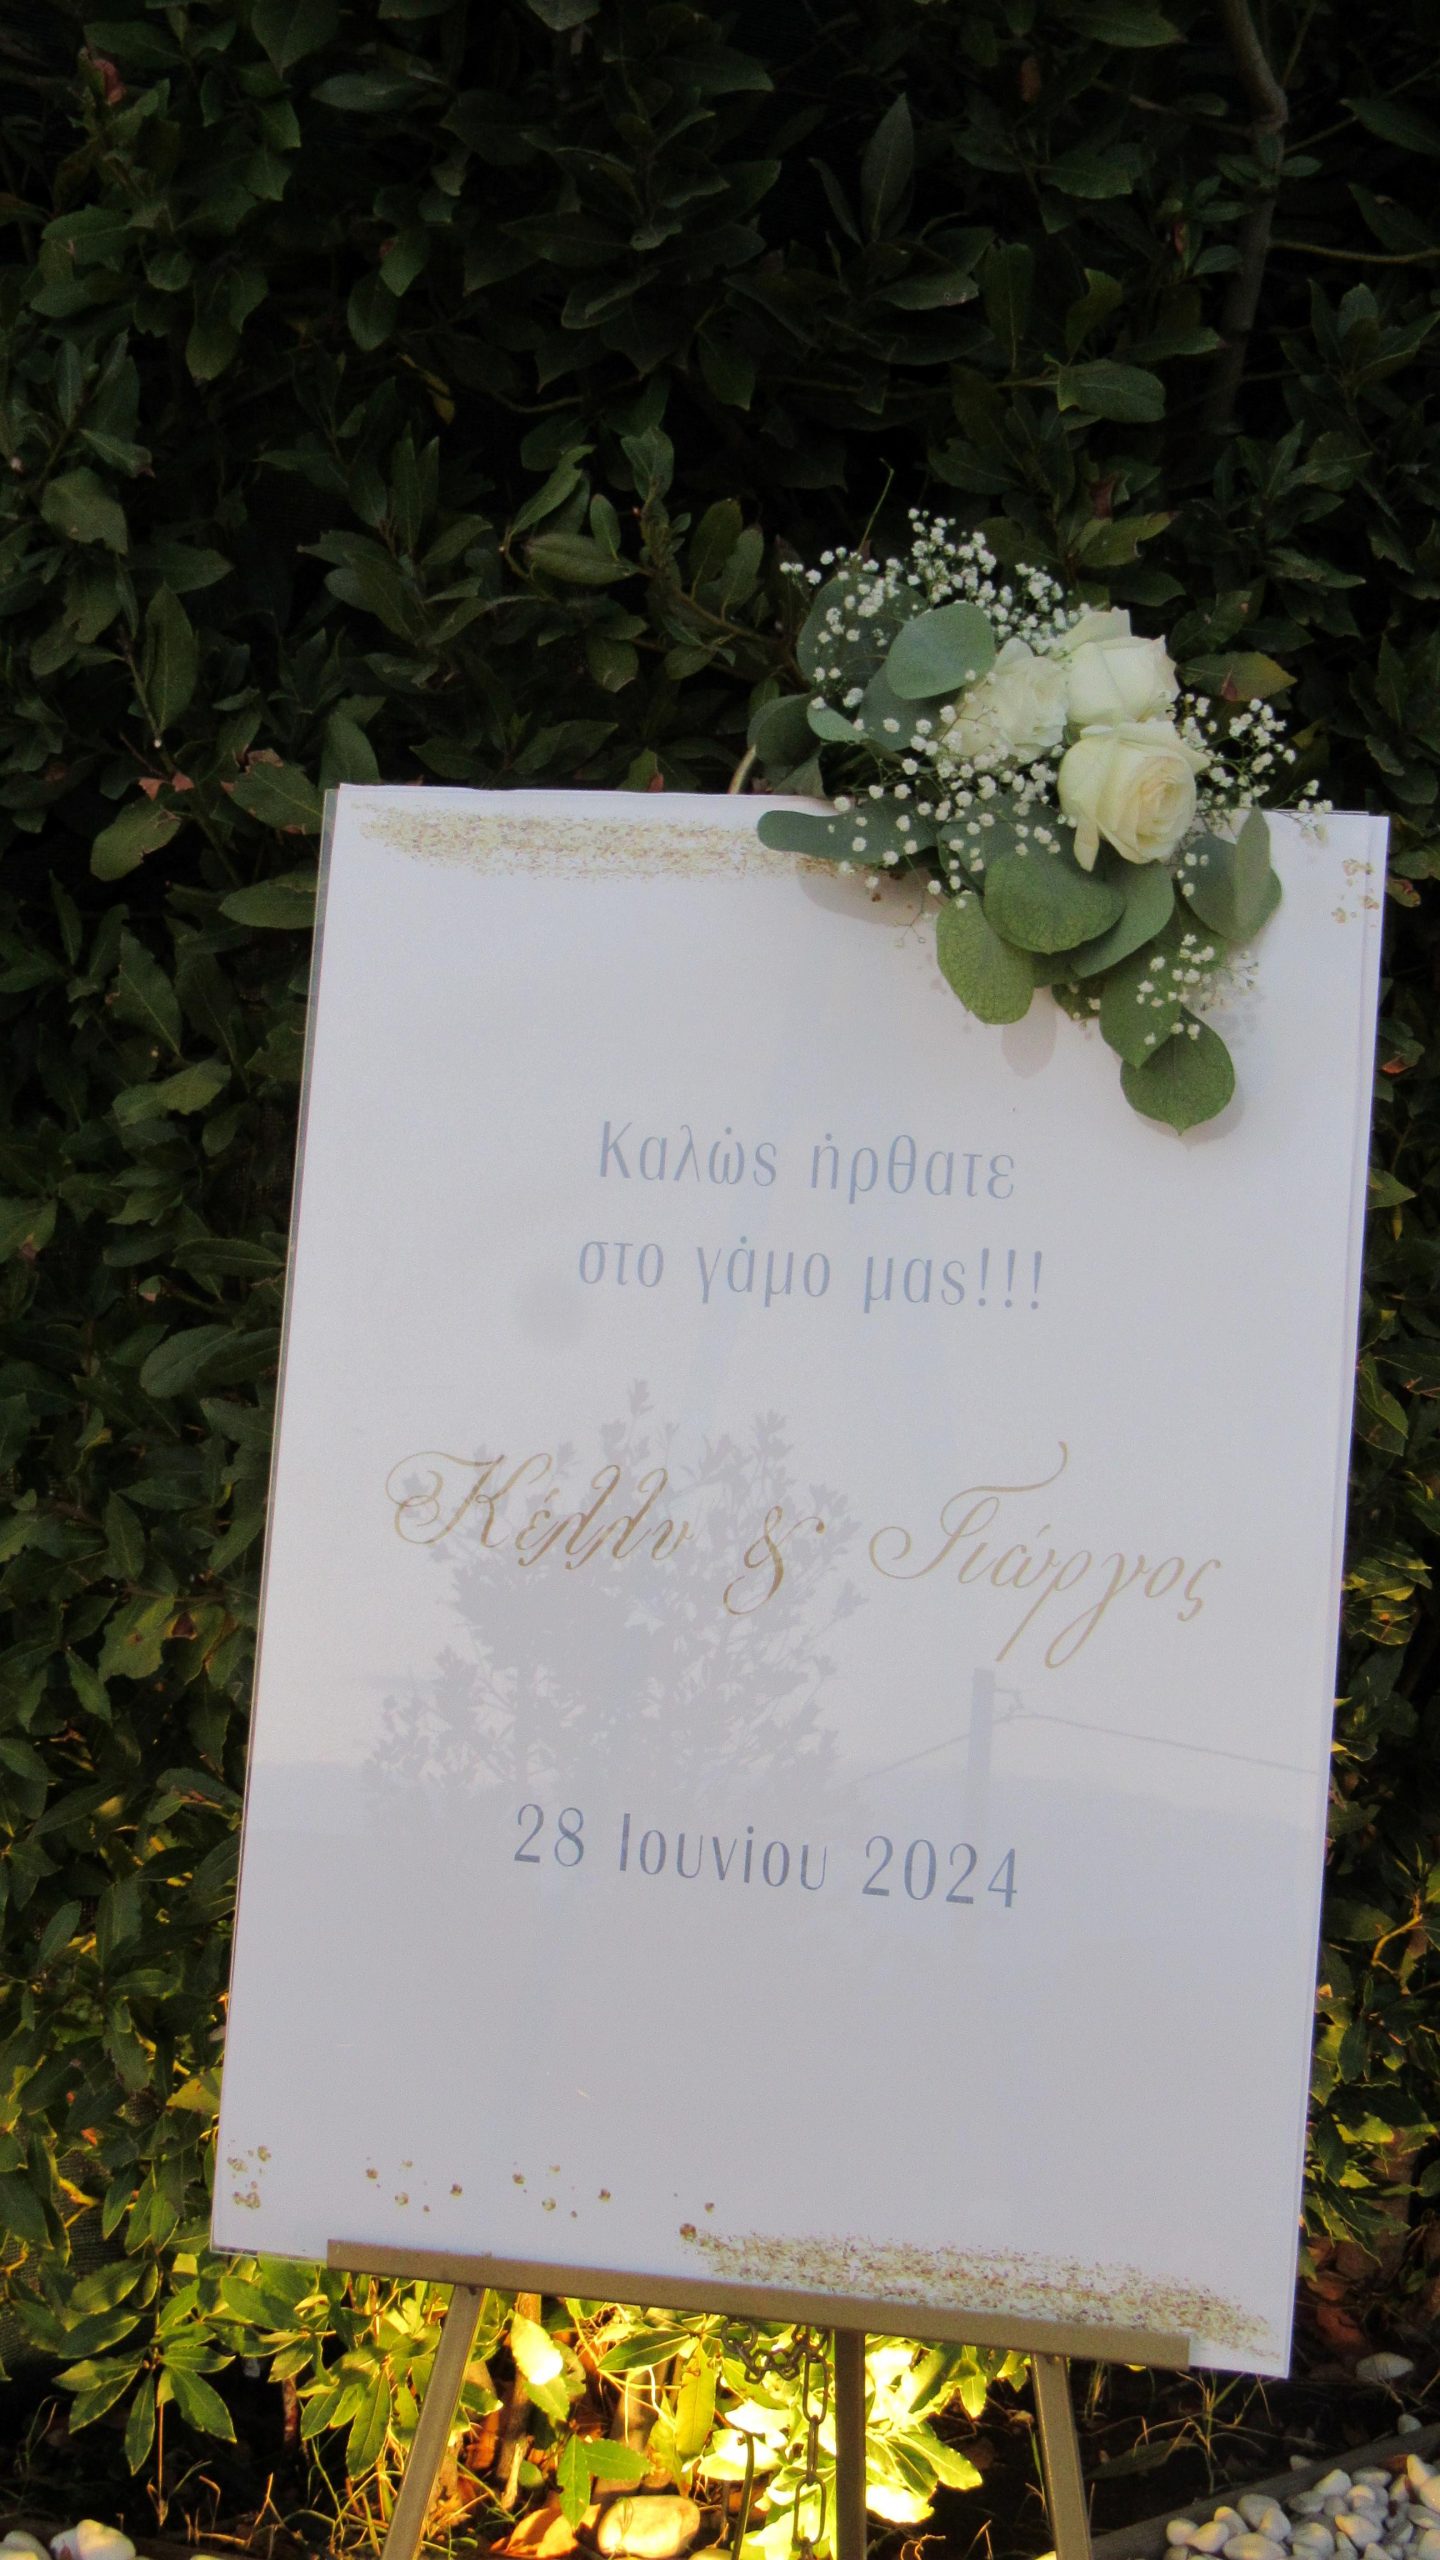 Καλώς ήρθατε
στο γάμο μας!!!
Κέλλυ & Γιώργος
28 Ιουνίου 2024